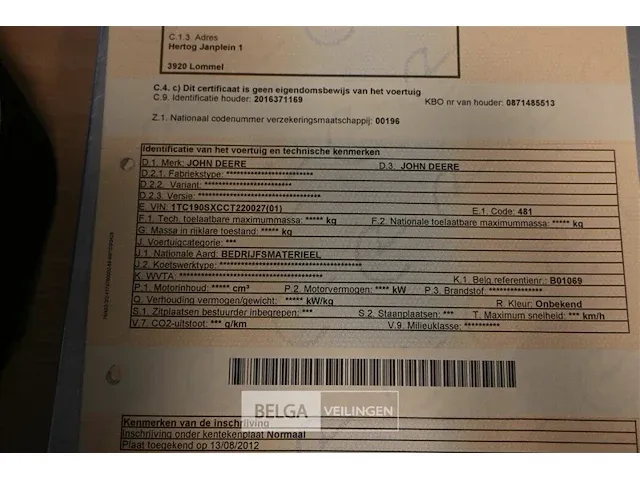 C.1.3. Adres
Hertog Janplein 1
3920 Lommel
C.4. c) Dit certificaat is geen eigendomsbewijs van het voertuig
C.9. Identificatie houder: 2016371169 KBO nr van houder: 0871485513
Z.1. Nationaal codenummer verzekeringsmaatschappij: 00196
Identificatie van het voertuig en technische kenmerken
D.1. Merk: JOHN DEERE D.3. JOHN DEERE
D.2.1. Fabriekstype: *************************
D.2.2. Variant: *************************
D.2.3. Versie: ***********************************
E. VIN: 1TC190SXCCT220027(01) E.1. Code: 481
F.1. Tech. toelaatbare maximummassa: ***** kg F.2. Nationale toelaatbare maximummassa: ***** kg
G. Massa in rijklare toestand: ***** kg
J. Voertuigcategorie: ***
J.1. Nationale Aard: BEDRIJFSMATERIEEL
J.2. Koetswerktype: ***********************************
K. WVTA: *********************************** K.1. Belg referentienr.: B01069
P.1. Motorinhoud: ***** cm³ P.2. Motorvermogen: **** kW P.3. Brandstof: ***************
Q. Verhouding vermogen/gewicht: ***** kW/kg R. Kleur: Onbekend
S.1. Zitplaatsen bestuurder inbegrepen: *** S.2. Staanplaatsen: *** T. Maximum snelheid: *** km/h
V.7. CO2-uitstoot: *** g/km V.9. Milieuklasse: **********
BELGA VEILINGEN
Kenmerken van de inschrijving
Inschrijving onder kentekenplaat Normaal
Plaat toegekend op 13/08/2012